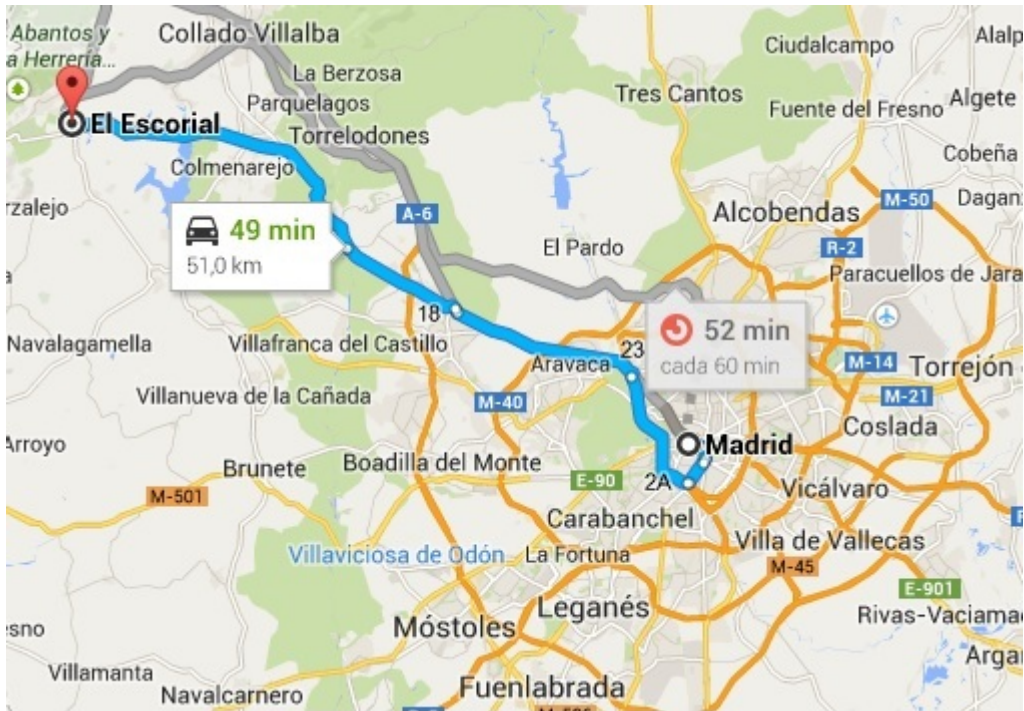 Abantos y
a Herrería...
Collado Villalba
Ciudalcampo
Alalp
La Berzosa
Tres Cantos
Parquelagos
Fuente del Fresno
Algete
El Escorial
Torrelodones
Cobeña
Colmenarejo
rzalejo
A-6
Alcobendas
M-50
Dagan
49 min
51,0 km
El Pardo
R-2
Paracuellos de Jara
18
52 min
cada 60 min
Navalagamella
Villafranca del Castillo
23
Aravaca
M-14
Torrejón
Villanueva de la Cañada
M-40
M-21
Coslada
Arroyo
Madrid
Brunete
Boadilla del Monte
E-90
2A
Vicálvaro
M-501
Carabanchel
Villaviciosa de Odón
La Fortuna
Villa de Vallecas
M-45
E-901
Leganés
Rivas-Vaciamad
esno
Móstoles
Argan
Villamanta
Navalcarnero
Fuenlabrada